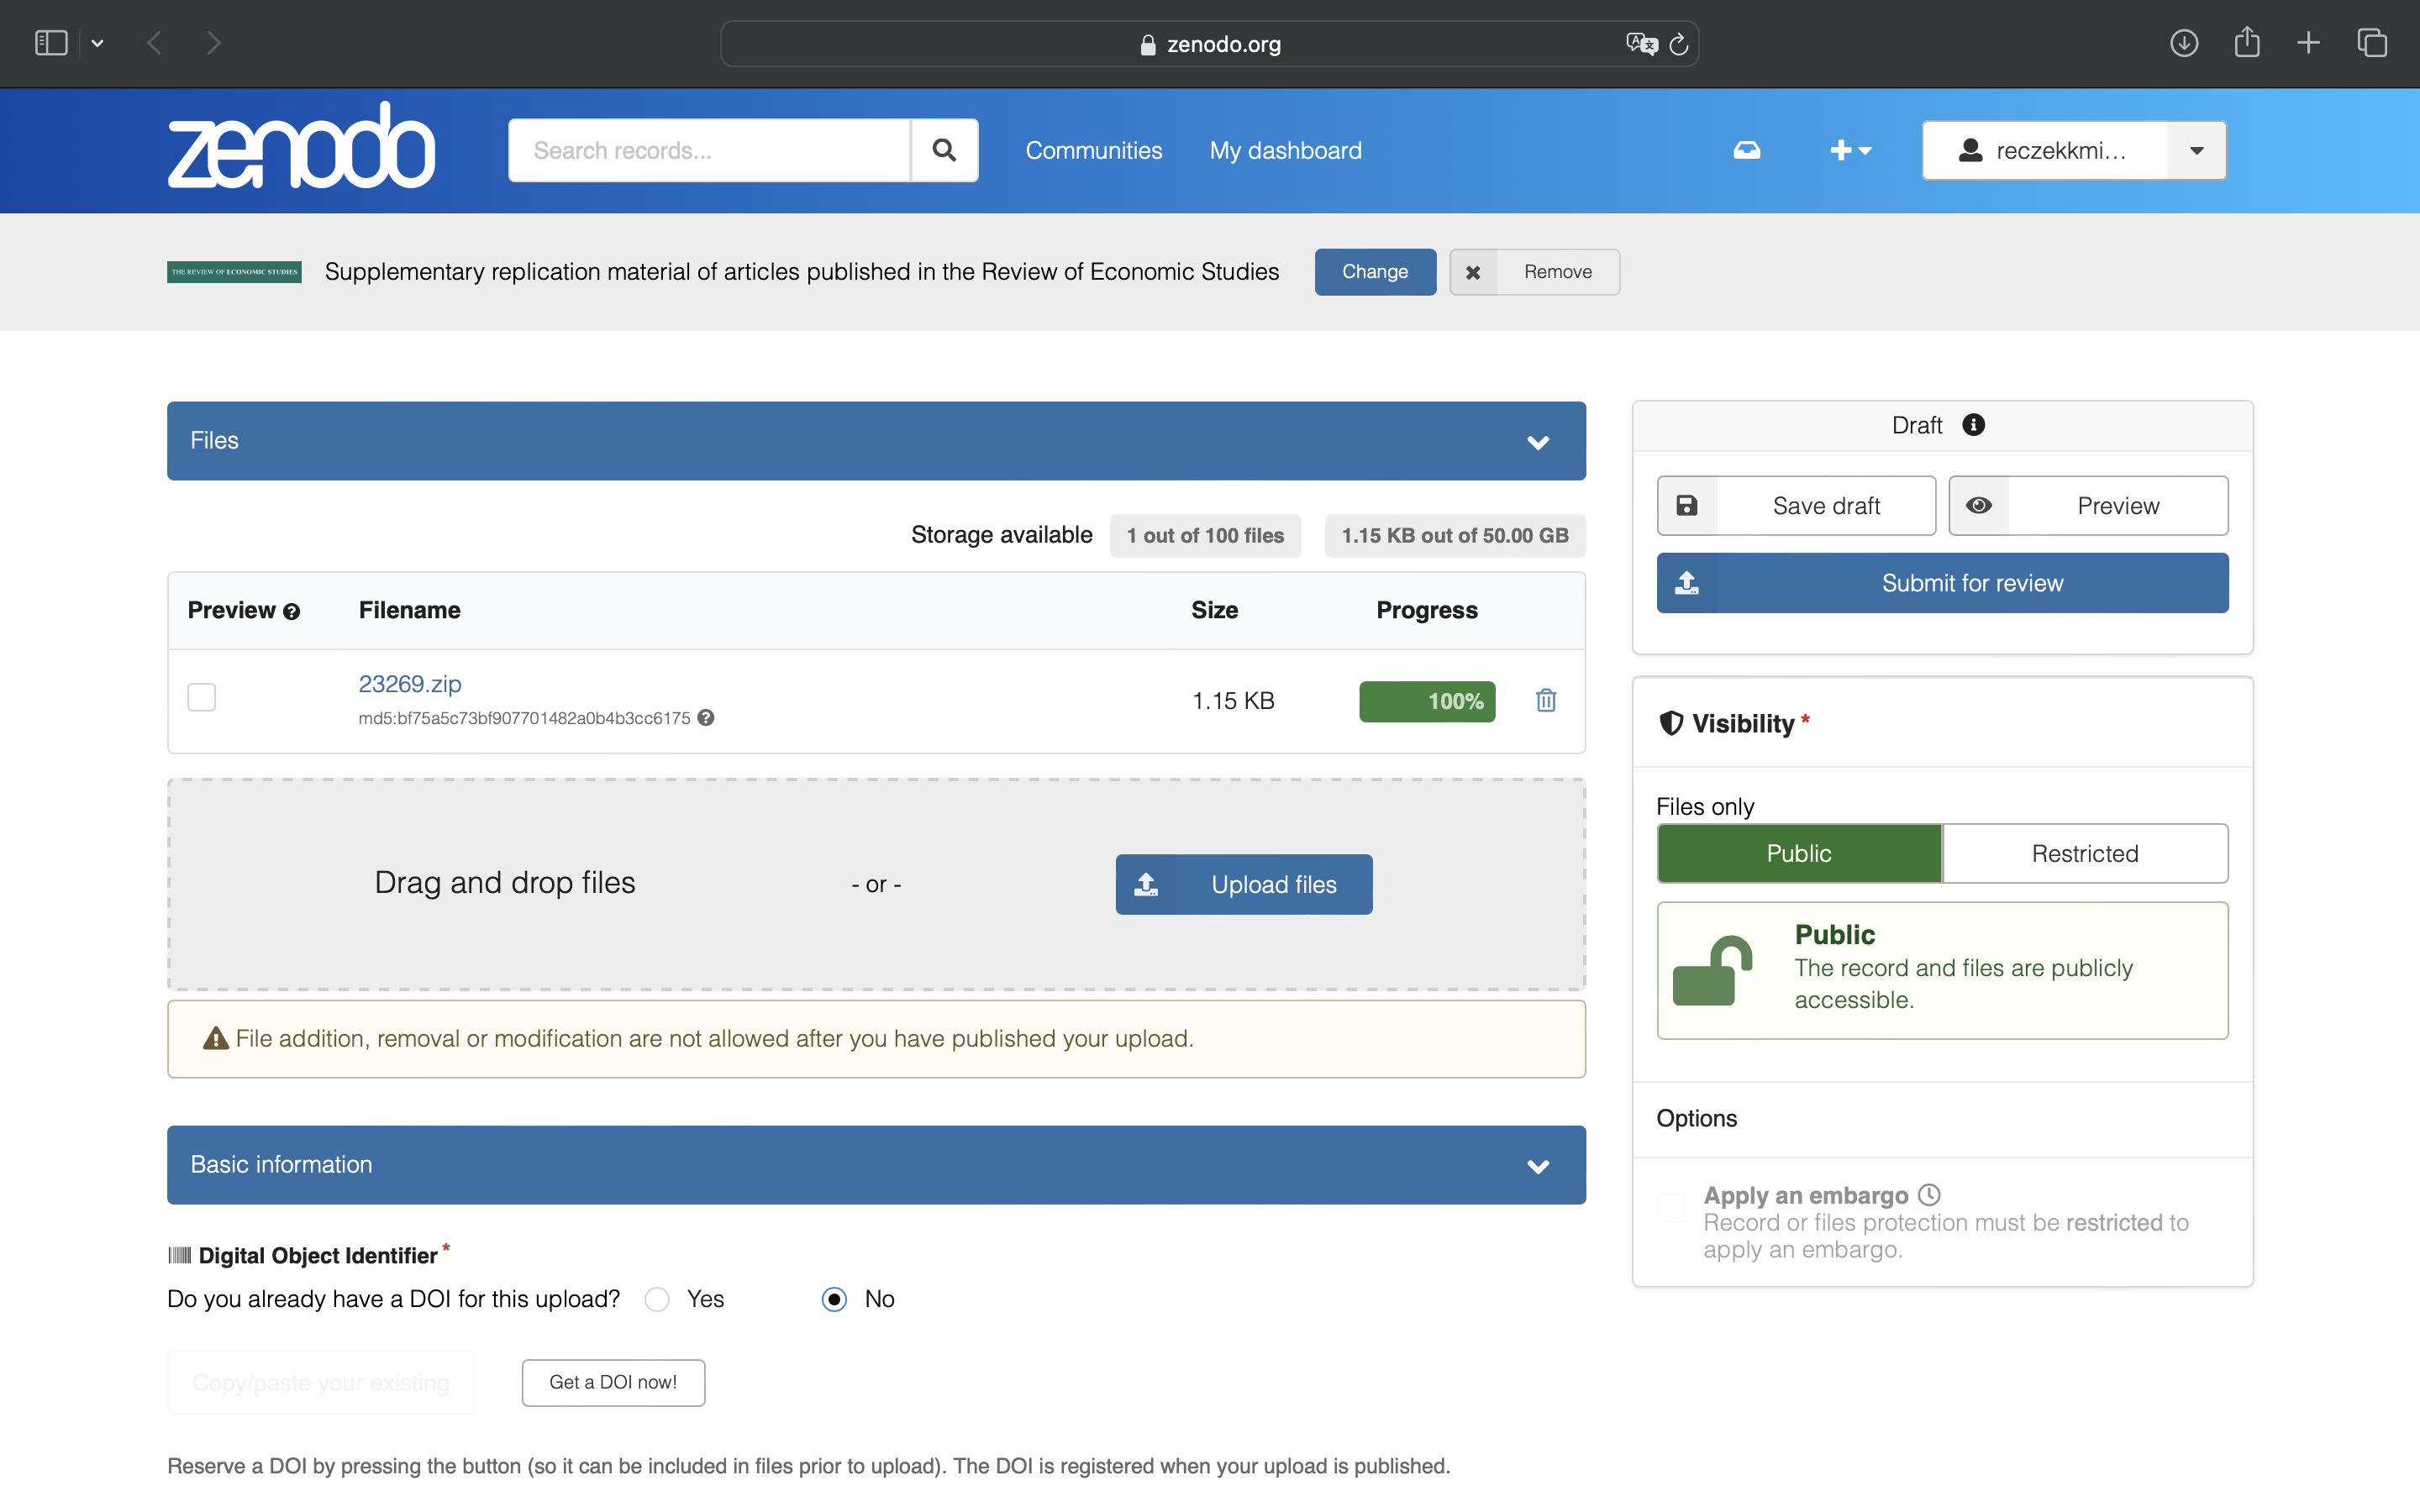 zenodo.org
zenodo
Search records...
Communities
My dashboard
reczekkmi...
THE REVIEW OF ECONOMIC STUDIES
Supplementary replication material of articles published in the Review of Economic Studies
Change
Remove
Files
Storage available
1 out of 100 files
1.15 KB out of 50.00 GB
Preview
Filename
Size
Progress
23269.zip
md5:bf75a5c73bf907701482a0b4b3cc6175
1.15 KB
100%
Drag and drop files
- or -
Upload files
File addition, removal or modification are not allowed after you have published your upload.
Basic information
Digital Object Identifier *
Do you already have a DOI for this upload?
Yes
No
Copy/paste your existing
Get a DOI now!
Reserve a DOI by pressing the button (so it can be included in files prior to upload). The DOI is registered when your upload is published.
Draft
Save draft
Preview
Submit for review
Visibility *
Files only
Public
Restricted
Public
The record and files are publicly
accessible.
Options
Apply an embargo
Record or files protection must be restricted to
apply an embargo.